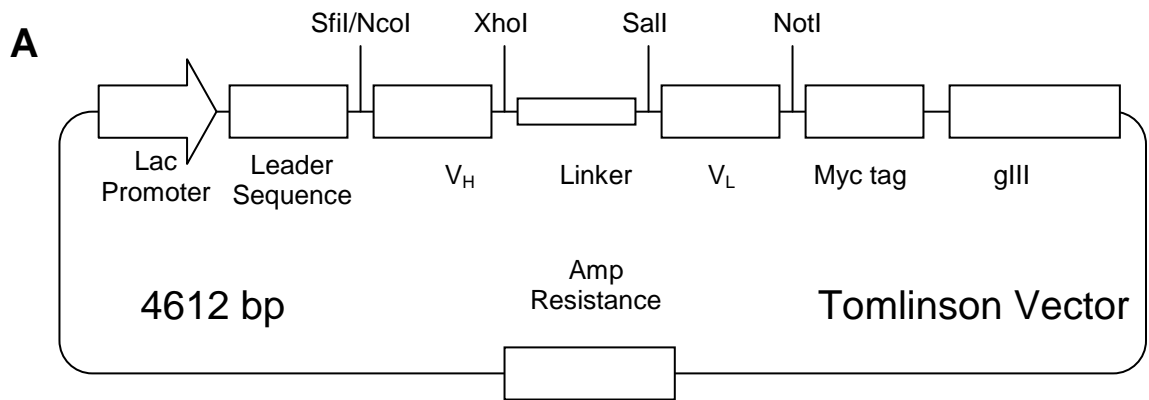 A
SfiI/NcoI
XhoI
SalI
NotI
Lac
Promoter
Leader
Sequence
VH
Linker
VL
Myc tag
gIII
4612 bp
Amp
Resistance
Tomlinson Vector